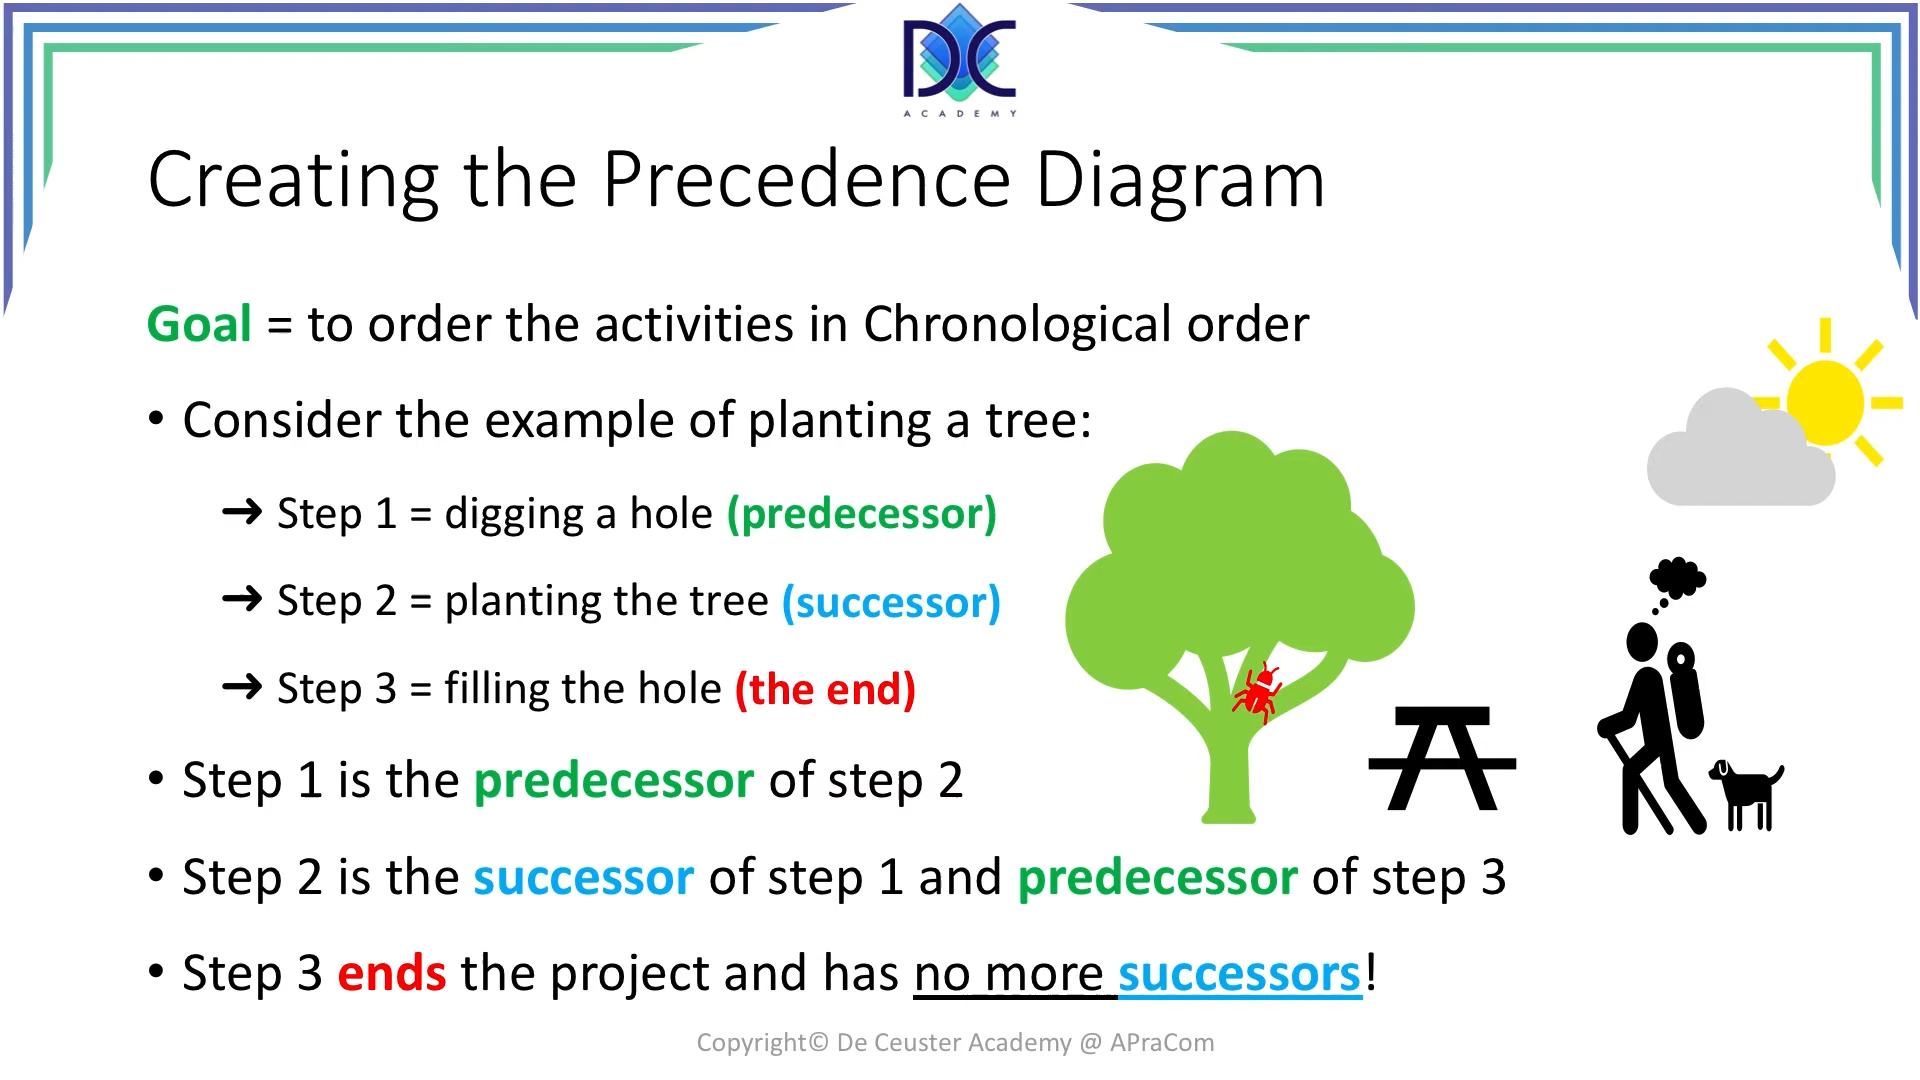 DC
ACADEMY
Creating the Precedence Diagram
Goal = to order the activities in Chronological order
• Consider the example of planting a tree:
➔ Step 1 = digging a hole (predecessor)
➔ Step 2 = planting the tree (successor)
➔ Step 3 = filling the hole (the end)
• Step 1 is the predecessor of step 2
• Step 2 is the successor of step 1 and predecessor of step 3
• Step 3 ends the project and has no more successors!
Copyright© De Ceuster Academy @ APraCom